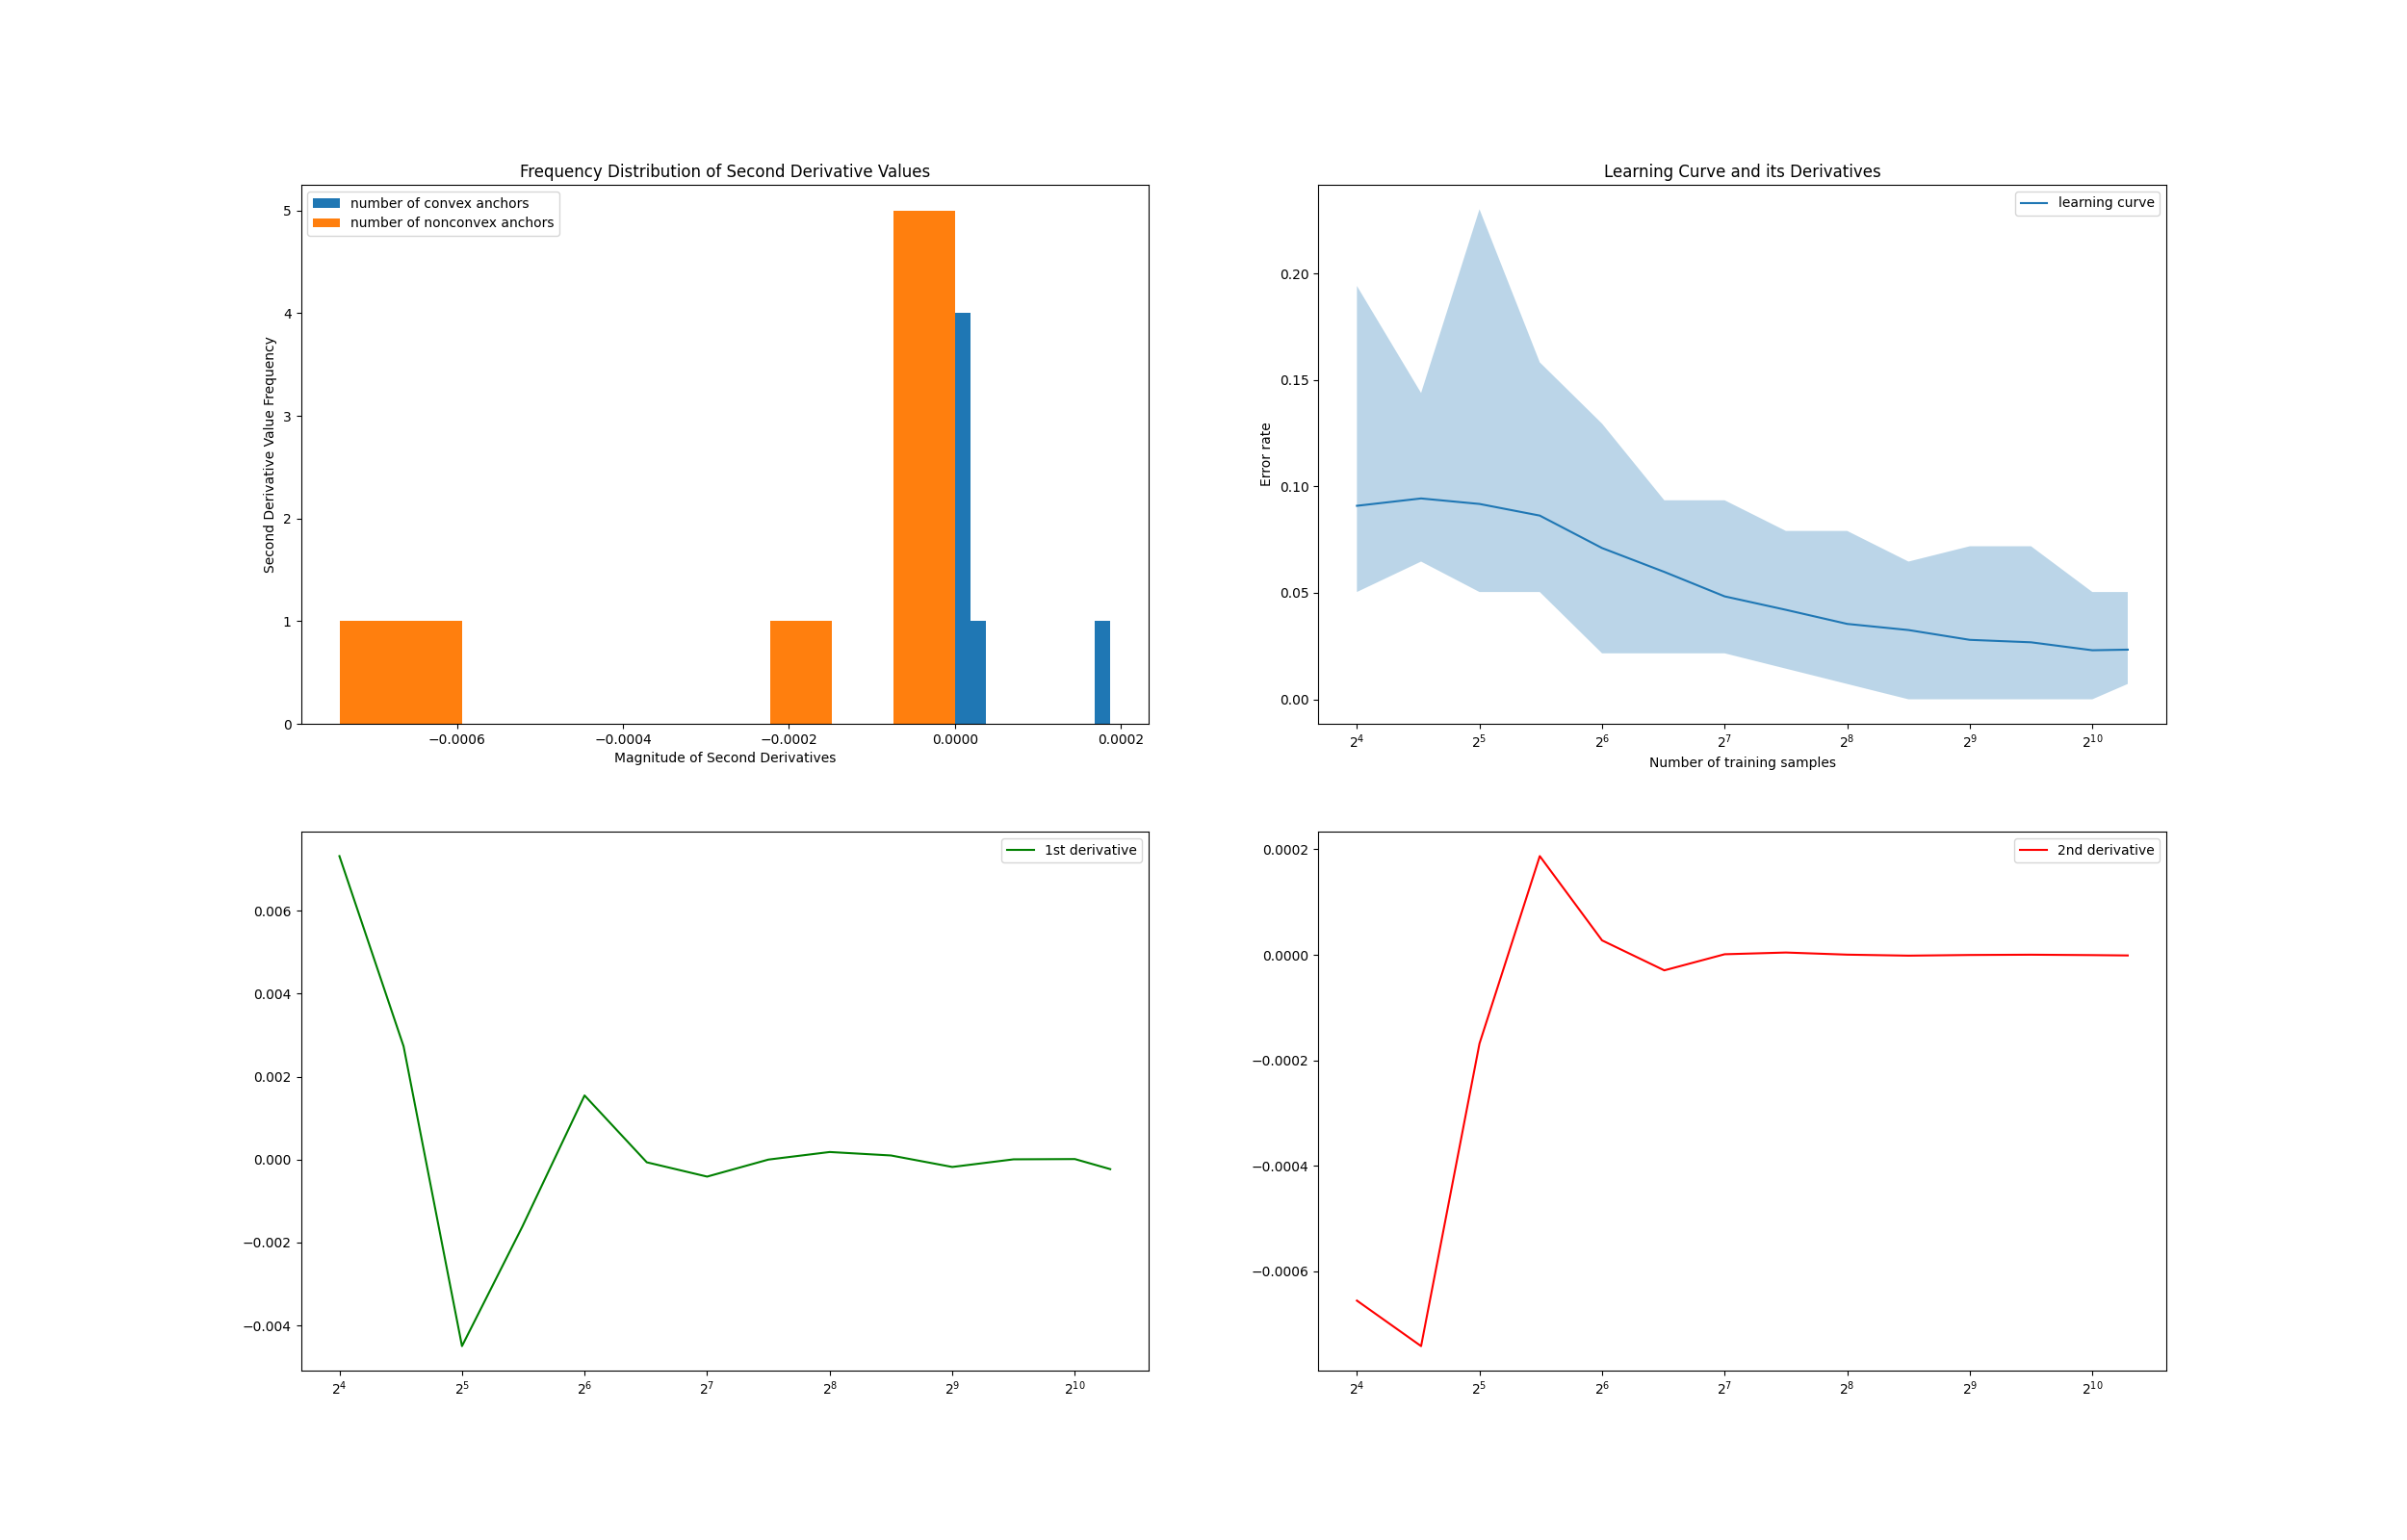 Frequency Distribution of Second Derivative Values
number of convex anchors
number of nonconvex anchors
Second Derivative Value Frequency
5
4
3
2
1
0
−0.0006 −0.0004 −0.0002 0.0000 0.0002
Magnitude of Second Derivatives
Learning Curve and its Derivatives
learning curve
Error rate
0.20
0.15
0.10
0.05
0.00
2⁴ 2⁵ 2⁶ 2⁷ 2⁸ 2⁹ 2¹⁰
Number of training samples
1st derivative
0.006
0.004
0.002
0.000
−0.002
−0.004
2⁴ 2⁵ 2⁶ 2⁷ 2⁸ 2⁹ 2¹⁰
2nd derivative
0.0002
0.0000
−0.0002
−0.0004
−0.0006
2⁴ 2⁵ 2⁶ 2⁷ 2⁸ 2⁹ 2¹⁰